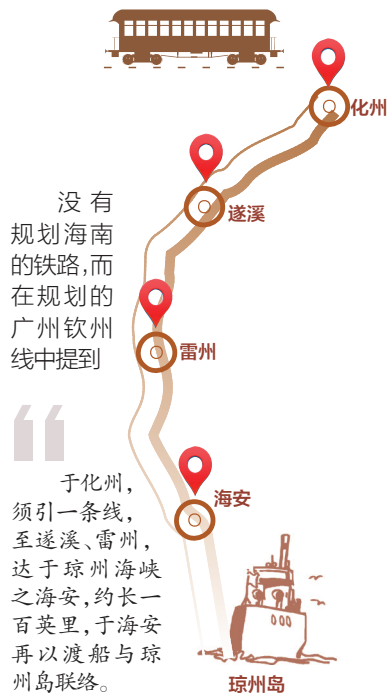 化州
遂溪
没有
规划海南
的铁路,而
在规划的
广州钦州
线中提到
雷州
于化州,
须引一条线,
至遂溪、雷州,
达于琼州海峡
之海安,约长一
百英里,于海安
再以渡船与琼
州岛联络。
海安
琼州岛